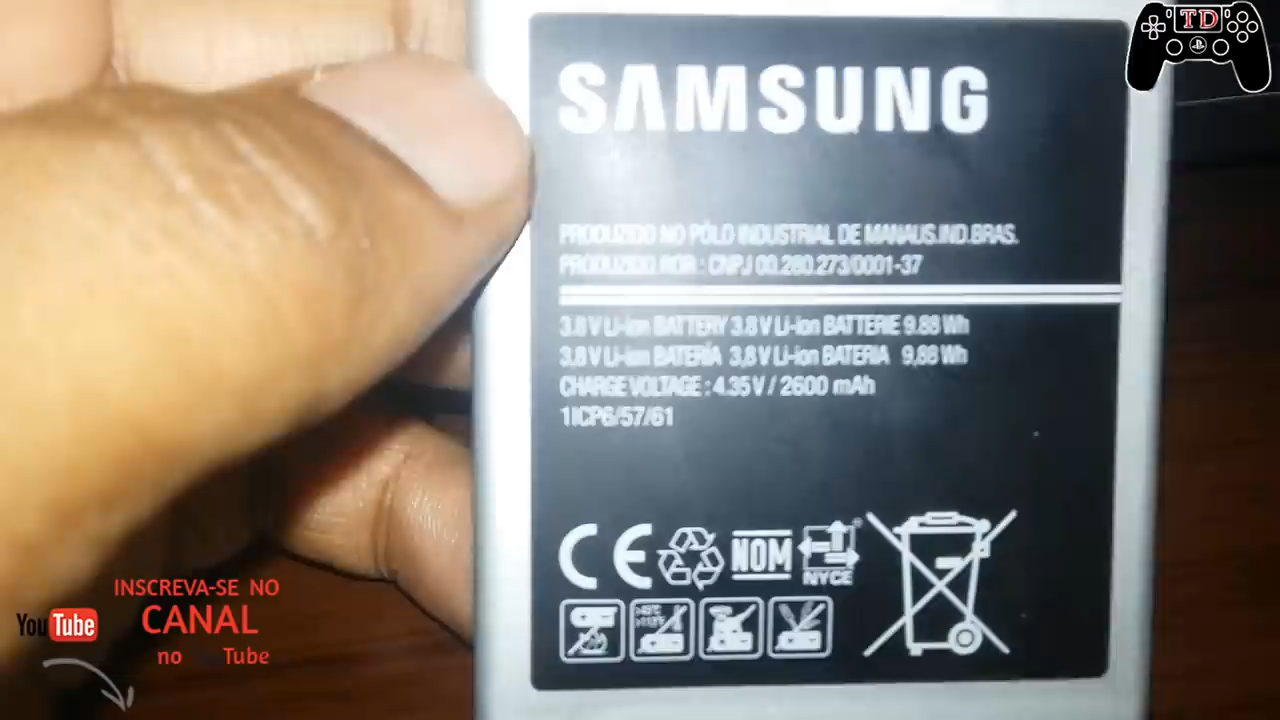 TD
SAMSUNG
PRODUZIDO NO PÓLO INDUSTRIAL DE MANAUS.IND.BRAS.
PRODUZIDO POR : CNPJ 00.280.273/0001-37
3.8 V Li-ion BATTERY 3.8 V Li-ion BATTERIE 9.88 Wh
3,8 V Li-ion BATERÍA 3,8 V Li-ion BATERIA 9,88 Wh
CHARGE VOLTAGE : 4.35 V / 2600 mAh
1ICP6/57/61
CE NOM NYCE
INSCREVA-SE NO
YouTube CANAL
no Tube